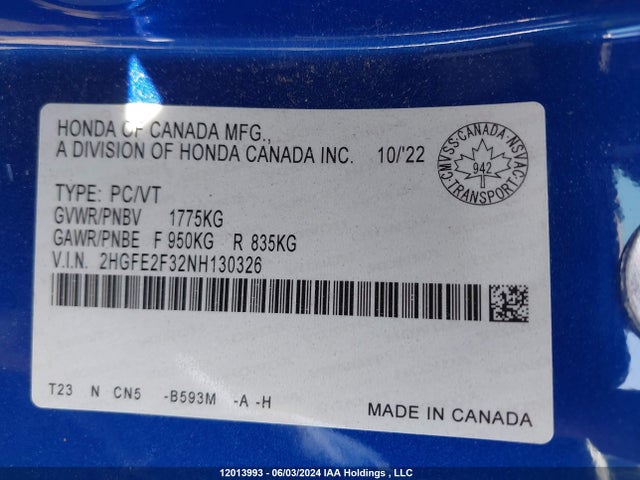 HONDA OF CANADA MFG.,
A DIVISION OF HONDA CANADA INC. 10/'22
CMVSS·CANADA·NSVAC
942
TRANSPORT
TYPE: PC/VT
GVWR/PNBV 1775KG
GAWR/PNBE F 950KG R 835KG
V.I.N. 2HGFE2F32NH130326
T23 N CN5 -B593M -A -H
MADE IN CANADA
12013993 - 06/03/2024 IAA Holdings , LLC